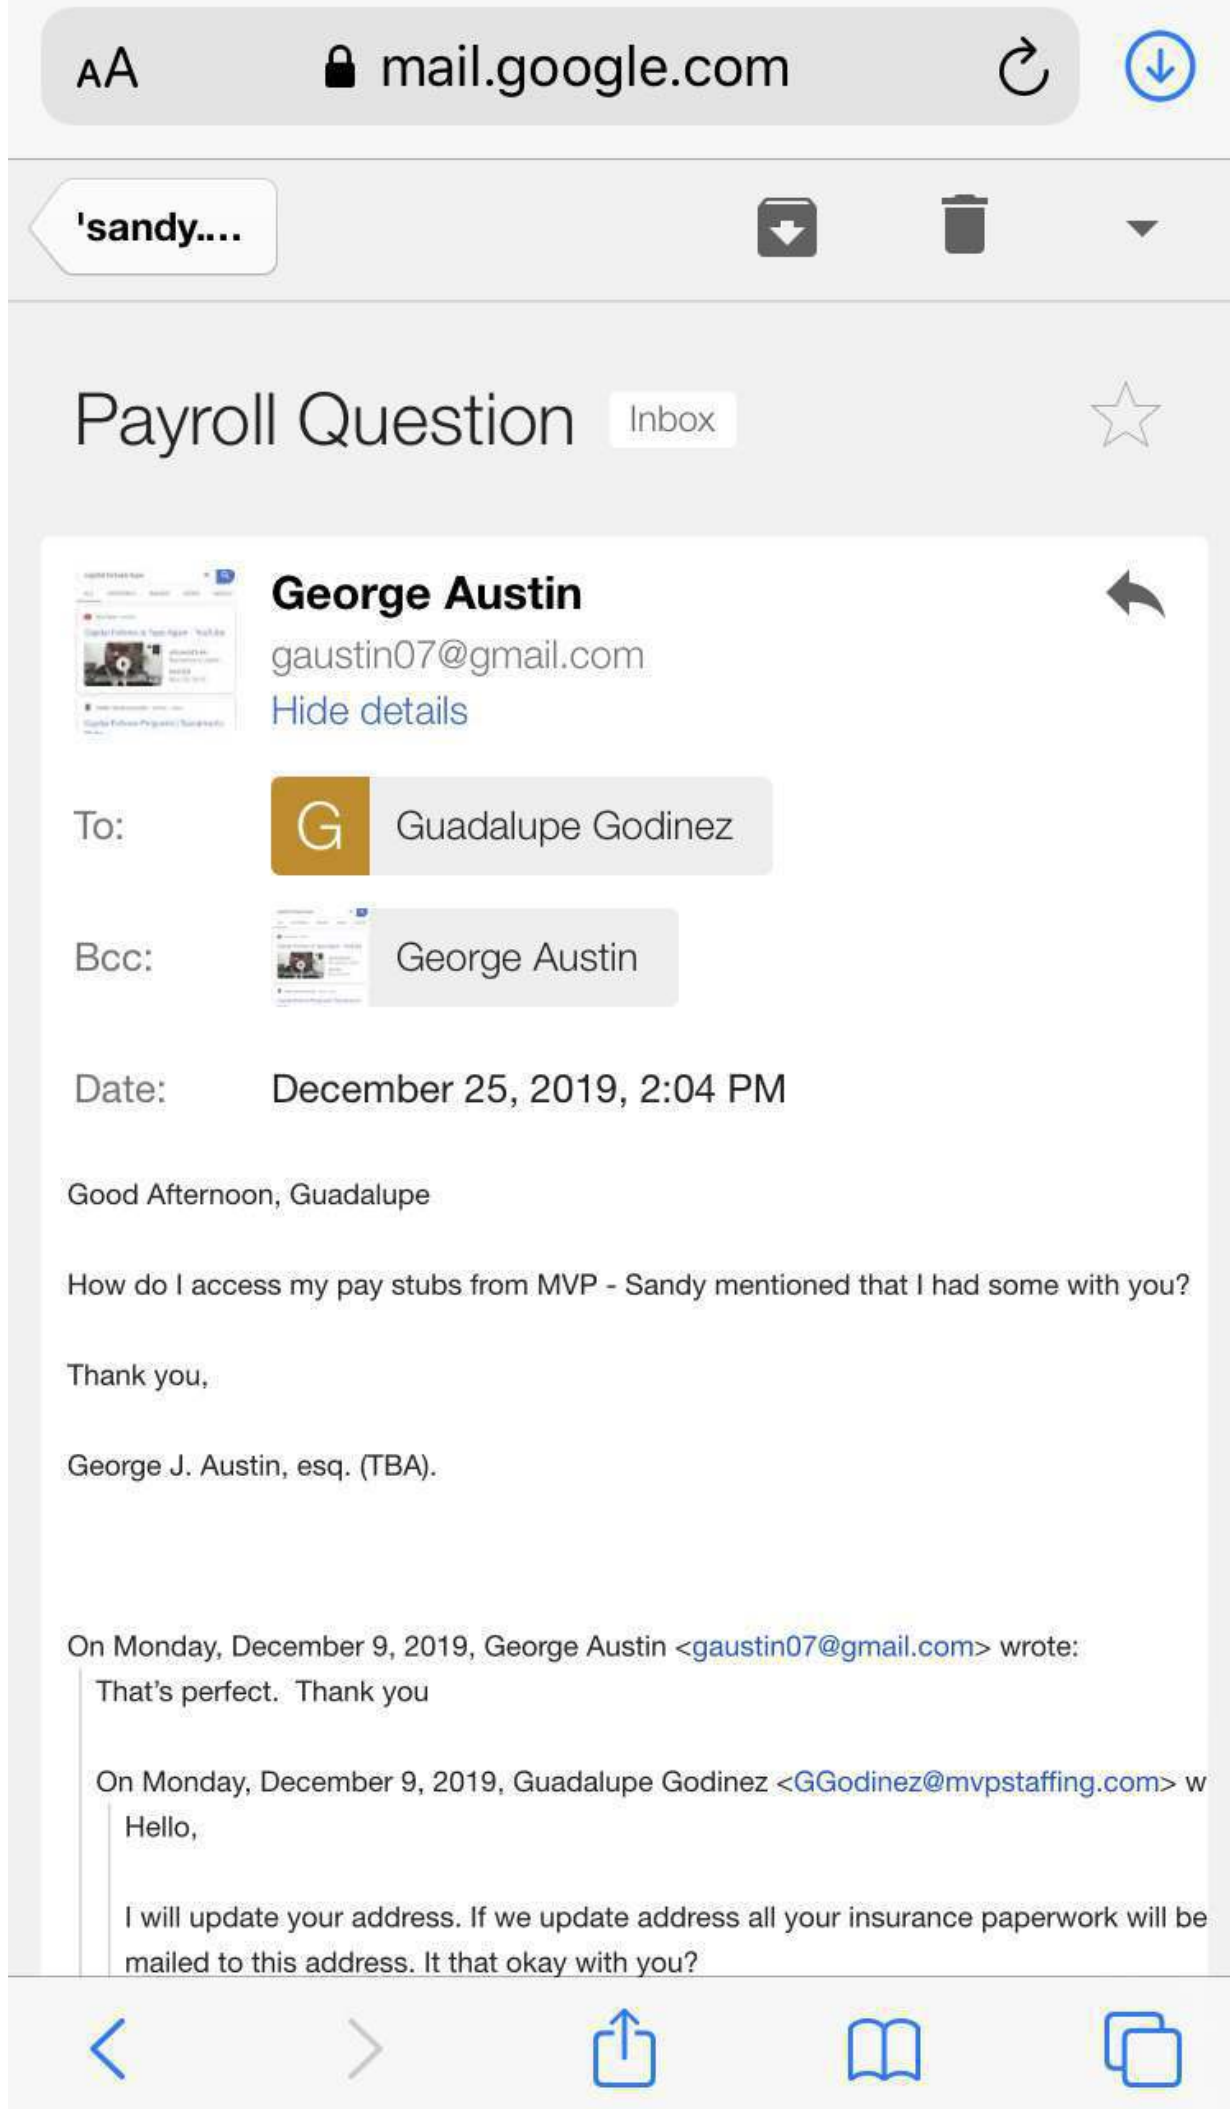 AA mail.google.com
'sandy....
Payroll Question Inbox
George Austin
gaustin07@gmail.com
Hide details
To: G Guadalupe Godinez
Bcc: George Austin
Date: December 25, 2019, 2:04 PM
Good Afternoon, Guadalupe
How do I access my pay stubs from MVP - Sandy mentioned that I had some with you?
Thank you,
George J. Austin, esq. (TBA).
On Monday, December 9, 2019, George Austin <gaustin07@gmail.com> wrote:
That's perfect.  Thank you
On Monday, December 9, 2019, Guadalupe Godinez <GGodinez@mvpstaffing.com> w
Hello,
I will update your address. If we update address all your insurance paperwork will be
mailed to this address. It that okay with you?